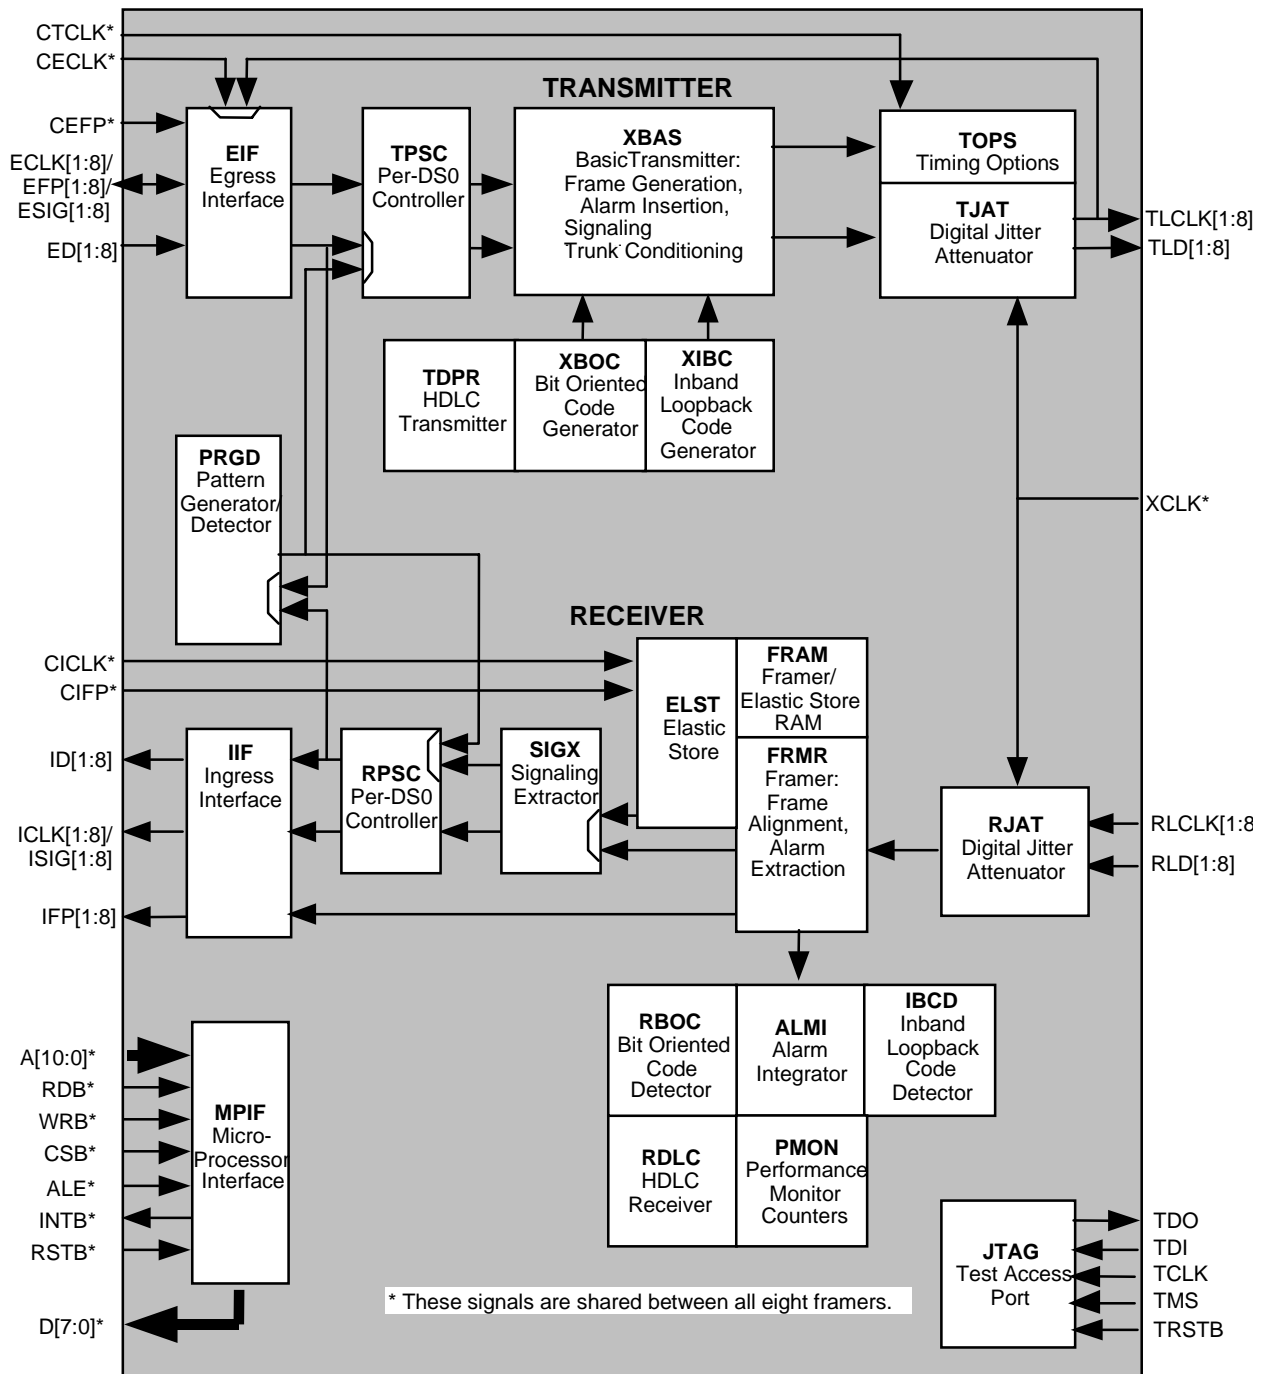 CTCLK*
CECLK*
TRANSMITTER
CEFP*
ECLK[1:8]/
EFP[1:8]/
ESIG[1:8]
ED[1:8]
EIF
Egress
Interface
TPSC
Per-DS0
Controller
XBAS
BasicTransmitter:
Frame Generation,
Alarm Insertion,
Signaling
Trunk Conditioning
TOPS
Timing Options
TJAT
Digital Jitter
Attenuator
TLCLK[1:8]
TLD[1:8]
TDPR
HDLC
Transmitter
XBOC
Bit Oriented
Code
Generator
XIBC
Inband
Loopback
Code
Generator
PRGD
Pattern
Generator/
Detector
XCLK*
RECEIVER
CICLK*
CIFP*
ELST
Elastic
Store
FRAM
Framer/
Elastic Store
RAM
FRMR
Framer:
Frame
Alignment,
Alarm
Extraction
ID[1:8]
ICLK[1:8]/
ISIG[1:8]
IFP[1:8]
IIF
Ingress
Interface
RPSC
Per-DS0
Controller
SIGX
Signaling
Extractor
RJAT
Digital Jitter
Attenuator
RLCLK[1:8
RLD[1:8]
RBOC
Bit Oriented
Code
Detector
ALMI
Alarm
Integrator
IBCD
Inband
Loopback
Code
Detector
RDLC
HDLC
Receiver
PMON
Performance
Monitor
Counters
A[10:0]*
RDB*
WRB*
CSB*
ALE*
INTB*
RSTB*
D[7:0]*
MPIF
Micro-
Processor
Interface
JTAG
Test Access
Port
TDO
TDI
TCLK
TMS
TRSTB
* These signals are shared between all eight framers.